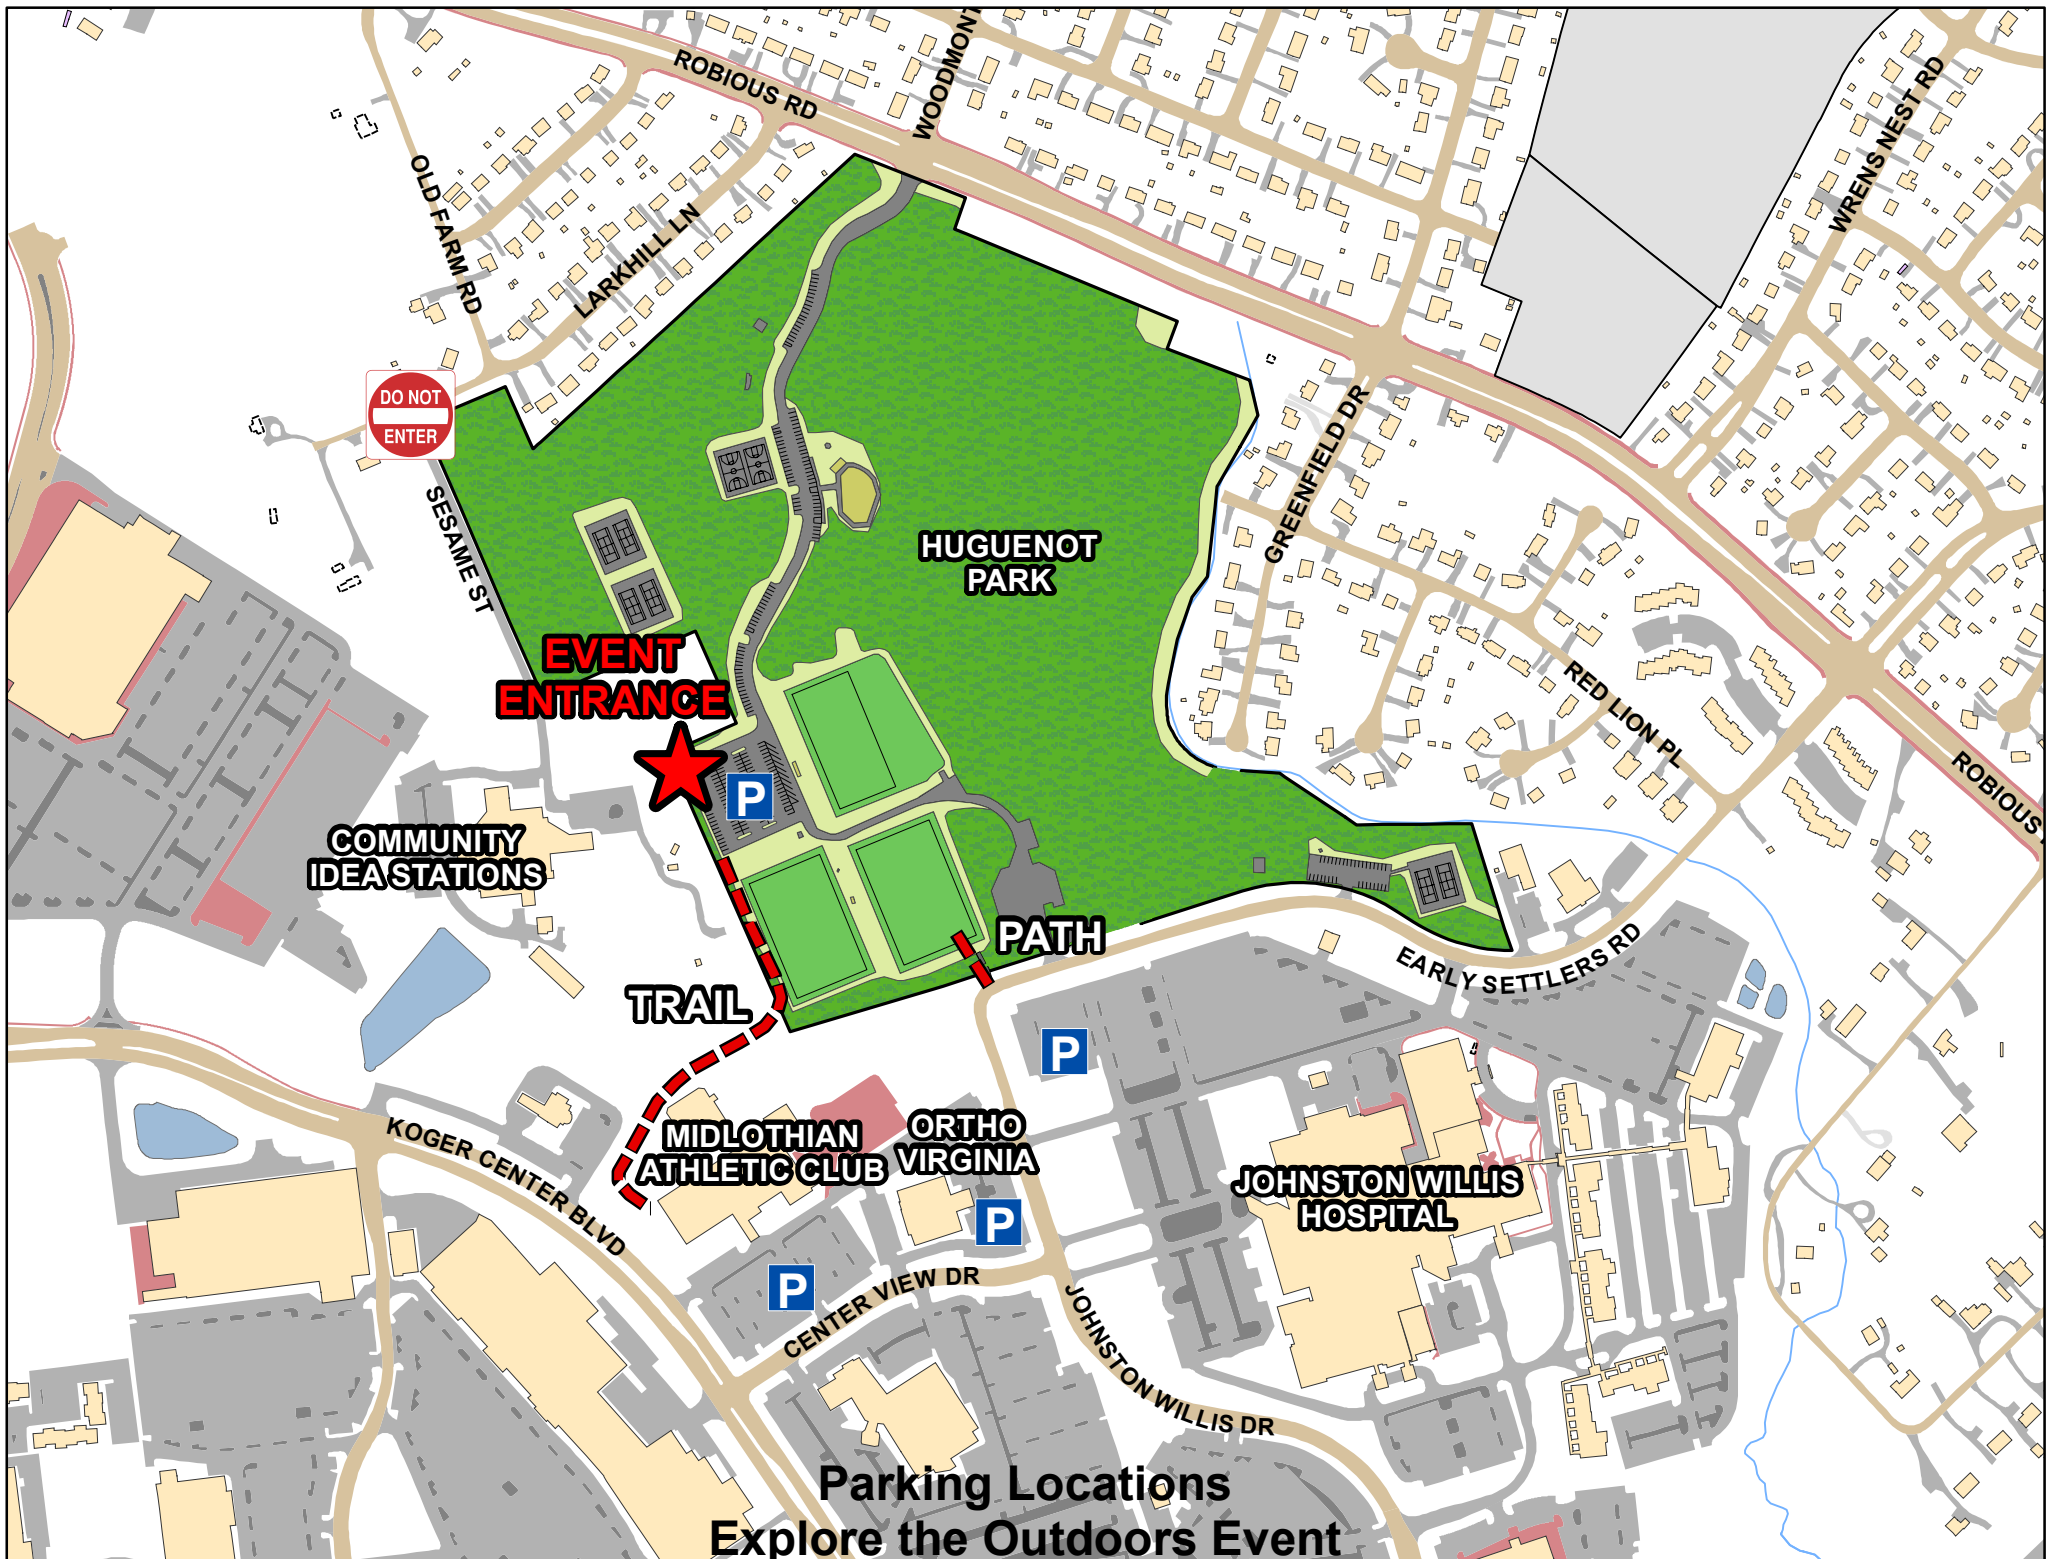 WOODMONT
ROBIOUS RD
WRENS NEST RD
OLD FARM RD
LARKHILL LN
DO NOT
ENTER
GREENFIELD DR
SESAME ST
HUGUENOT
PARK
EVENT
ENTRANCE
RED LION PL
ROBIOUS
P
COMMUNITY
IDEA STATIONS
PATH
EARLY SETTLERS RD
TRAIL
P
KOGER CENTER BLVD
MIDLOTHIAN
ATHLETIC CLUB
ORTHO
VIRGINIA
JOHNSTON WILLIS
HOSPITAL
P
P
CENTER VIEW DR
JOHNSTON WILLIS DR
Parking Locations
Explore the Outdoors Event